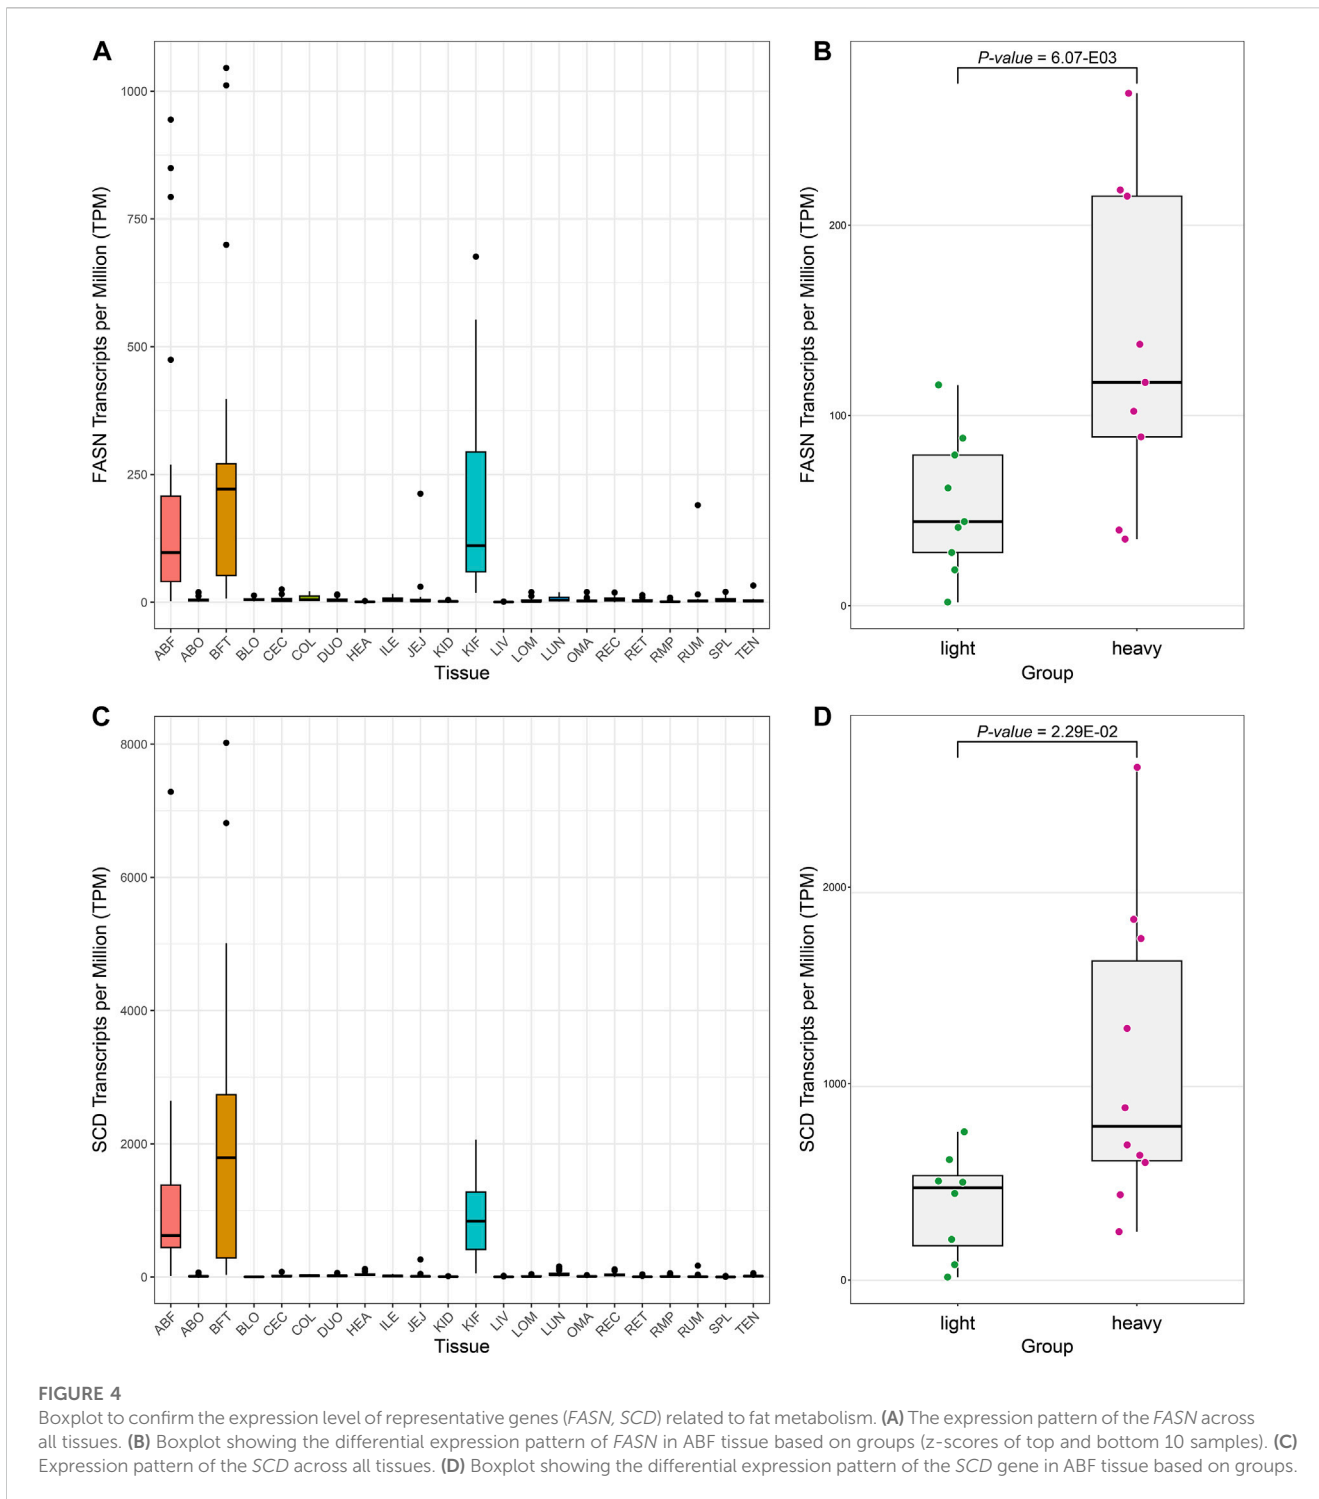 A
FASN Transcripts per Million (TPM)
1000
750
500
250
0
ABF ABO BFT BLO CEC COL DUO HEA ILE JEJ KID KIF LIV LOM LUN OMA REC RET RMP RUM SPL TEN
Tissue
B
P-value = 6.07-E03
FASN Transcripts per Million (TPM)
200
100
0
light heavy
Group
C
SCD Transcripts per Million (TPM)
8000
6000
4000
2000
0
ABF ABO BFT BLO CEC COL DUO HEA ILE JEJ KID KIF LIV LOM LUN OMA REC RET RMP RUM SPL TEN
Tissue
D
P-value = 2.29E-02
SCD Transcripts per Million (TPM)
2000
1000
0
light heavy
Group
FIGURE 4
Boxplot to confirm the expression level of representative genes (FASN, SCD) related to fat metabolism. (A) The expression pattern of the FASN across
all tissues. (B) Boxplot showing the differential expression pattern of FASN in ABF tissue based on groups (z-scores of top and bottom 10 samples). (C)
Expression pattern of the SCD across all tissues. (D) Boxplot showing the differential expression pattern of the SCD gene in ABF tissue based on groups.